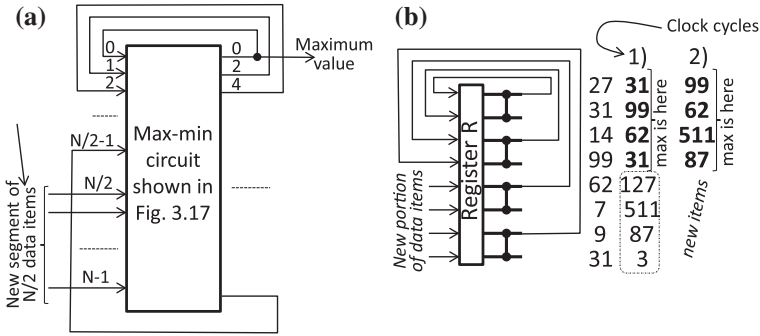 (a)
0
1
2
N/2-1
N/2
N-1
New segment of
N/2 data items
Max-min
circuit
shown in
Fig. 3.17
0
2
4
Maximum
value
(b)
Register R
New portion
of data items
Clock cycles
1) 2)
27 31 99
31 99 62
14 62 511
99 31 87
62 127
7 511
9 87
31 3
max is here
max is here
new items